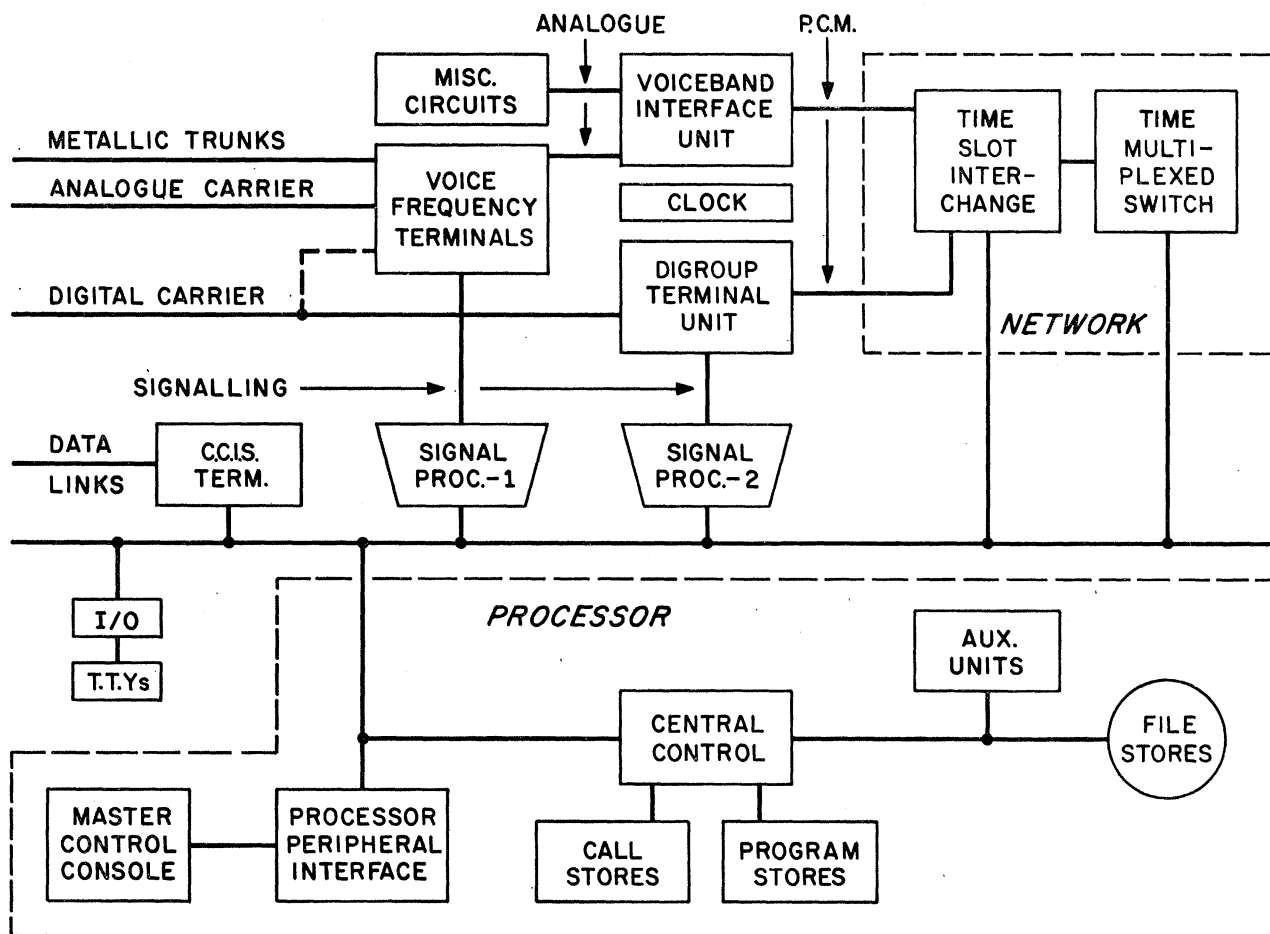 ANALOGUE
P.C.M.
MISC.
CIRCUITS
VOICEBAND
INTERFACE
UNIT
TIME
SLOT
INTER-
CHANGE
TIME
MULTI-
PLEXED
SWITCH
METALLIC TRUNKS
ANALOGUE CARRIER
VOICE
FREQUENCY
TERMINALS
CLOCK
DIGITAL CARRIER
DIGROUP
TERMINAL
UNIT
NETWORK
SIGNALLING
DATA
LINKS
C.C.I.S.
TERM.
SIGNAL
PROC.-1
SIGNAL
PROC.-2
I/O
T.T.Ys
PROCESSOR
AUX.
UNITS
CENTRAL
CONTROL
FILE
STORES
MASTER
CONTROL
CONSOLE
PROCESSOR
PERIPHERAL
INTERFACE
CALL
STORES
PROGRAM
STORES